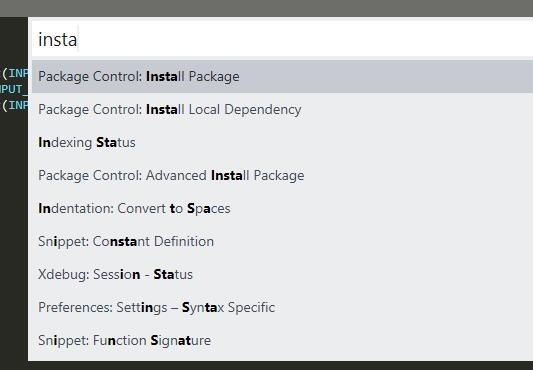 insta
(INP
Package Control: Install Package
PUT_
Package Control: Install Local Dependency
(INP
Indexing Status
Package Control: Advanced Install Package
Indentation: Convert to Spaces
Snippet: Constant Definition
Xdebug: Session - Status
Preferences: Settings – Syntax Specific
Snippet: Function Signature